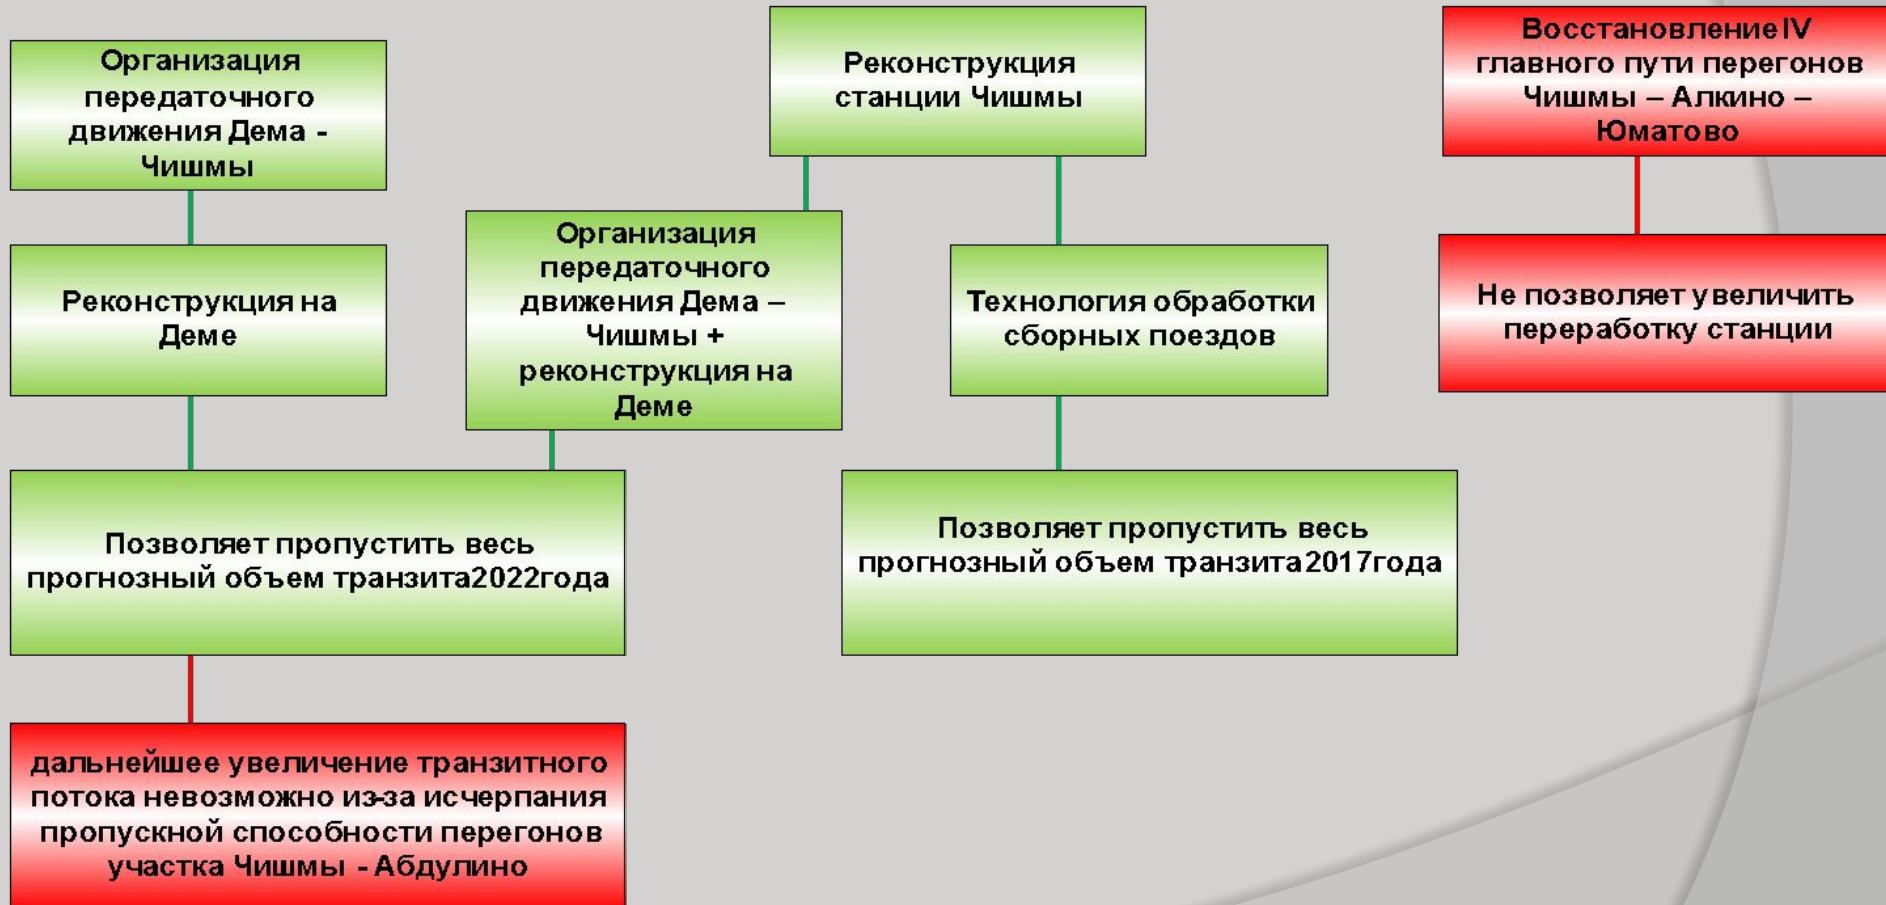 Организация
передаточного
движения Дема -
Чишмы
Реконструкция
станции Чишмы
Восстановление IV
главного пути перегонов
Чишмы – Алкино –
Юматово
Реконструкция на
Деме
Организация
передаточного
движения Дема –
Чишмы +
реконструкция на
Деме
Технология обработки
сборных поездов
Не позволяет увеличить
переработку станции
Позволяет пропустить весь
прогнозный объем транзита2022года
Позволяет пропустить весь
прогнозный объем транзита2017года
дальнейшее увеличение транзитного
потока невозможно из-за исчерпания
пропускной способности перегонов
участка Чишмы - Абдулино